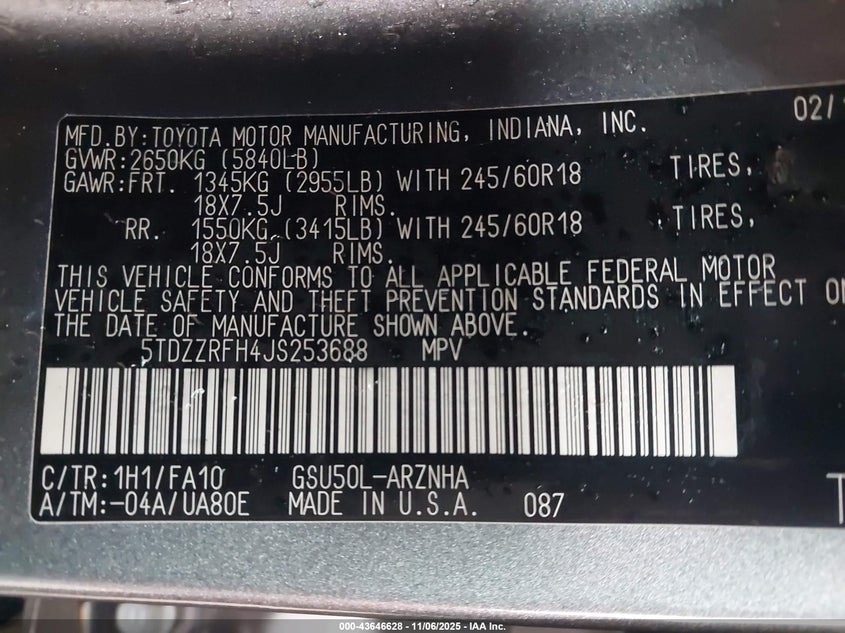 02/1
MFD.BY:TOYOTA MOTOR MANUFACTURING, INDIANA, INC.
GVWR:2650KG (5840LB)
GAWR:FRT. 1345KG (2955LB) WITH 245/60R18 TIRES,
18X7.5J RIMS.
RR. 1550KG (3415LB) WITH 245/60R18 TIRES,
18X7.5J RIMS.
THIS VEHICLE CONFORMS TO ALL APPLICABLE FEDERAL MOTOR
VEHICLE SAFETY AND THEFT PREVENTION STANDARDS IN EFFECT ON
THE DATE OF MANUFACTURE SHOWN ABOVE.
5TDZZRFH4JS253688 MPV
C/TR:1H1/FA10 GSU50L-ARZNHA
A/TM:-04A/UA80E MADE IN U.S.A. 087
T
000-43646628 - 11/06/2025 - IAA Inc.